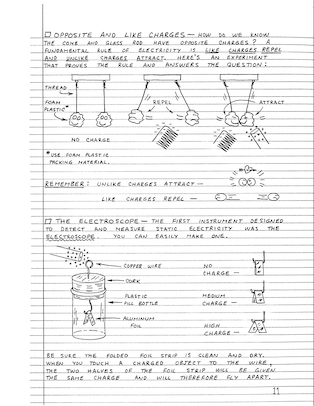 □ OPPOSITE AND LIKE CHARGES — HOW DO WE KNOW
THE COMB AND GLASS ROD HAVE OPPOSITE CHARGES? A
FUNDAMENTAL RULE OF ELECTRICITY IS LIKE CHARGES REPEL
AND UNLIKE CHARGES ATTRACT. HERE'S AN EXPERIMENT
THAT PROVES THE RULE AND ANSWERS THE QUESTION:
THREAD
FOAM
PLASTIC*
REPEL
ATTRACT
NO CHARGE
*USE FOAM PLASTIC
PACKING MATERIAL.
REMEMBER: UNLIKE CHARGES ATTRACT —
LIKE CHARGES REPEL —
□ THE ELECTROSCOPE — THE FIRST INSTRUMENT DESIGNED
TO DETECT AND MEASURE STATIC ELECTRICITY WAS THE
ELECTROSCOPE. YOU CAN EASILY MAKE ONE.
COPPER WIRE
CORK
PLASTIC
PILL BOTTLE
ALUMINUM
FOIL
NO
CHARGE —
MEDIUM
CHARGE —
HIGH
CHARGE —
BE SURE THE FOLDED FOIL STRIP IS CLEAN AND DRY.
WHEN YOU TOUCH A CHARGED OBJECT TO THE WIRE,
THE TWO HALVES OF THE FOIL STRIP WILL BE GIVEN
THE SAME CHARGE AND WILL THEREFORE FLY APART.
11